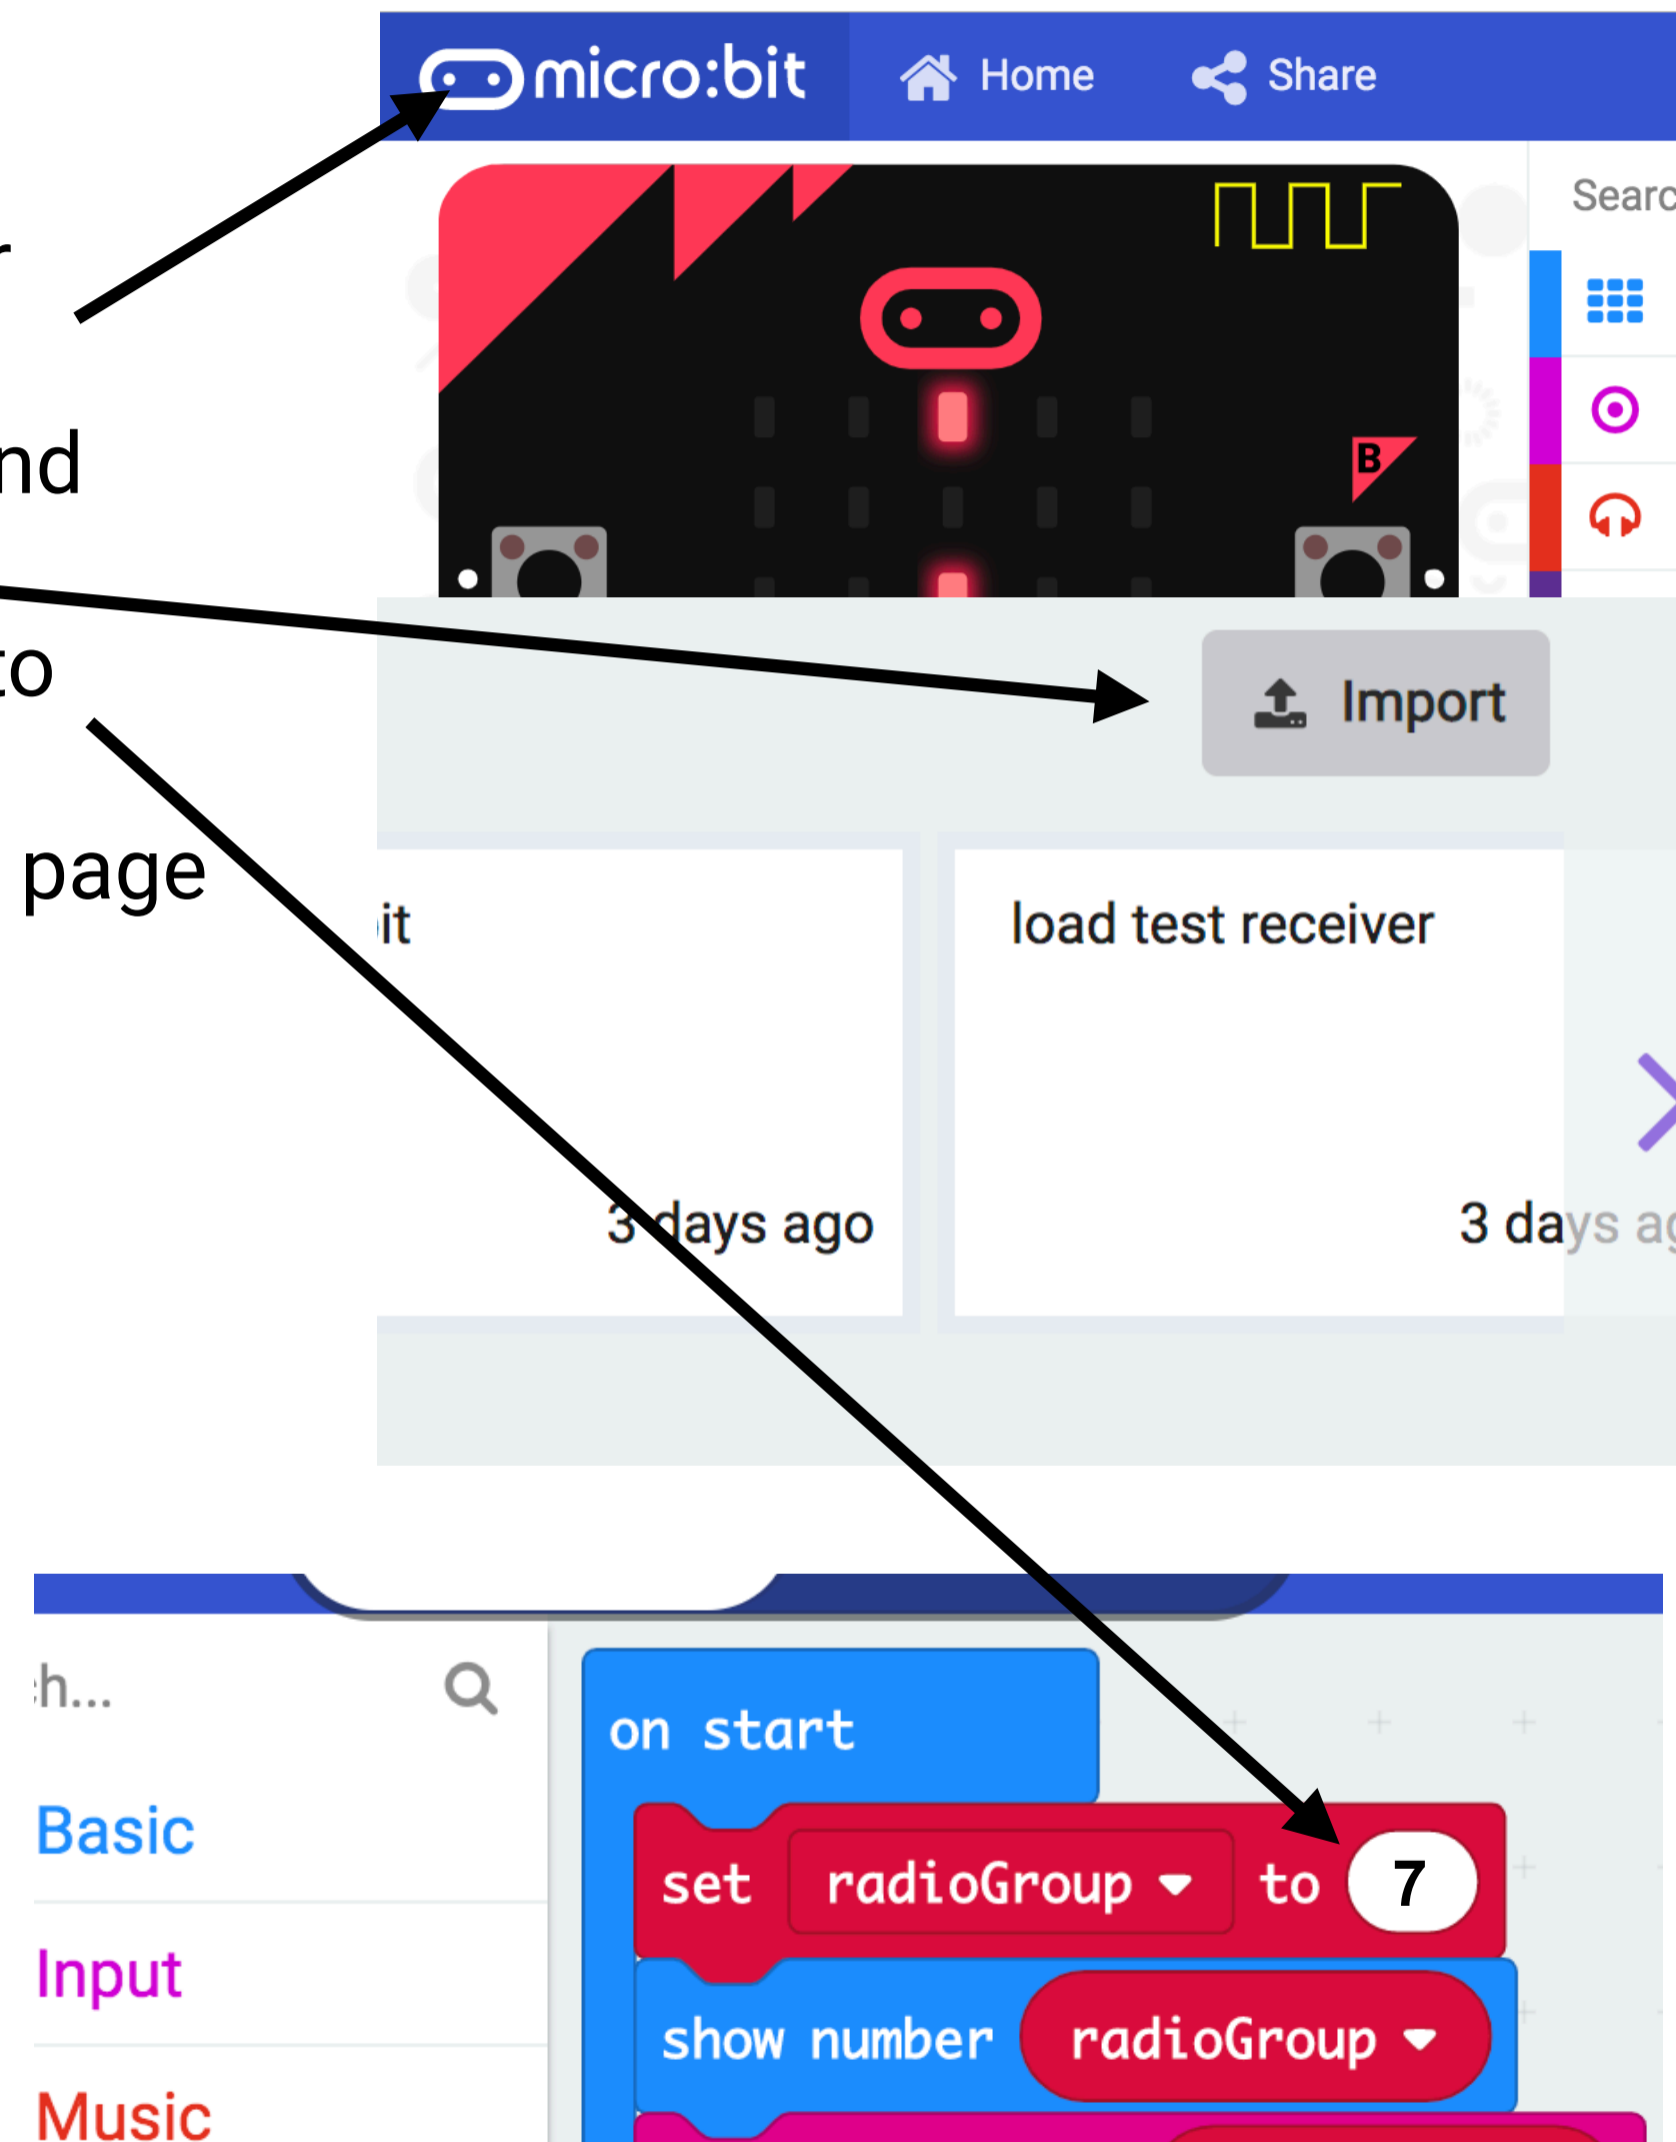 micro:bit Home Share
r
Searc
nd
B
to
Import
page
it
load test receiver
3 days ago
3 days ag
h...
on start
Basic
set radioGroup to 7
Input
show number radioGroup
Music